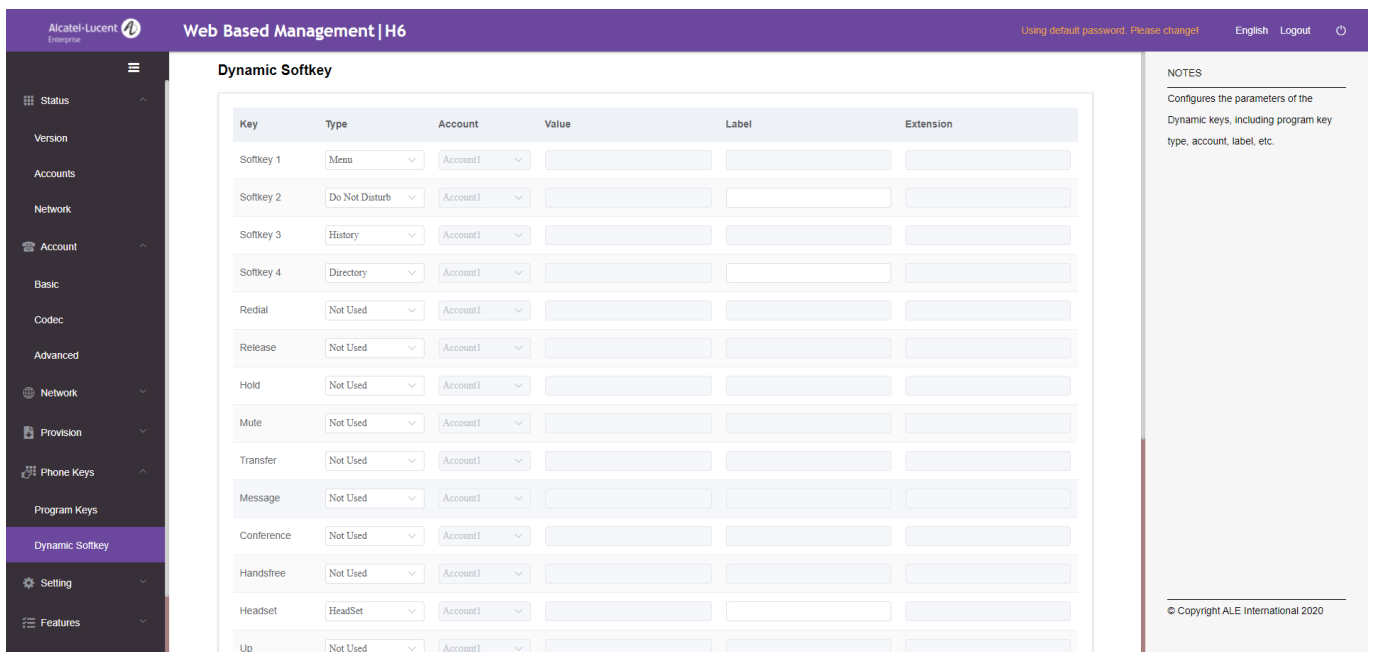 Alcatel·Lucent
Enterprise
Web Based Management|H6
Using default password. Please change!
English Logout
Status
Version
Accounts
Network
Account
Basic
Codec
Advanced
Network
Provision
Phone Keys
Program Keys
Dynamic Softkey
Setting
Features
Dynamic Softkey
Key Type Account Value Label Extension
Softkey 1 Menu Account1
Softkey 2 Do Not Disturb Account1
Softkey 3 History Account1
Softkey 4 Directory Account1
Redial Not Used Account1
Release Not Used Account1
Hold Not Used Account1
Mute Not Used Account1
Transfer Not Used Account1
Message Not Used Account1
Conference Not Used Account1
Handsfree Not Used Account1
Headset HeadSet Account1
Up Not Used Account1
NOTES
Configures the parameters of the
Dynamic keys, including program key
type, account, label, etc.
© Copyright ALE International 2020